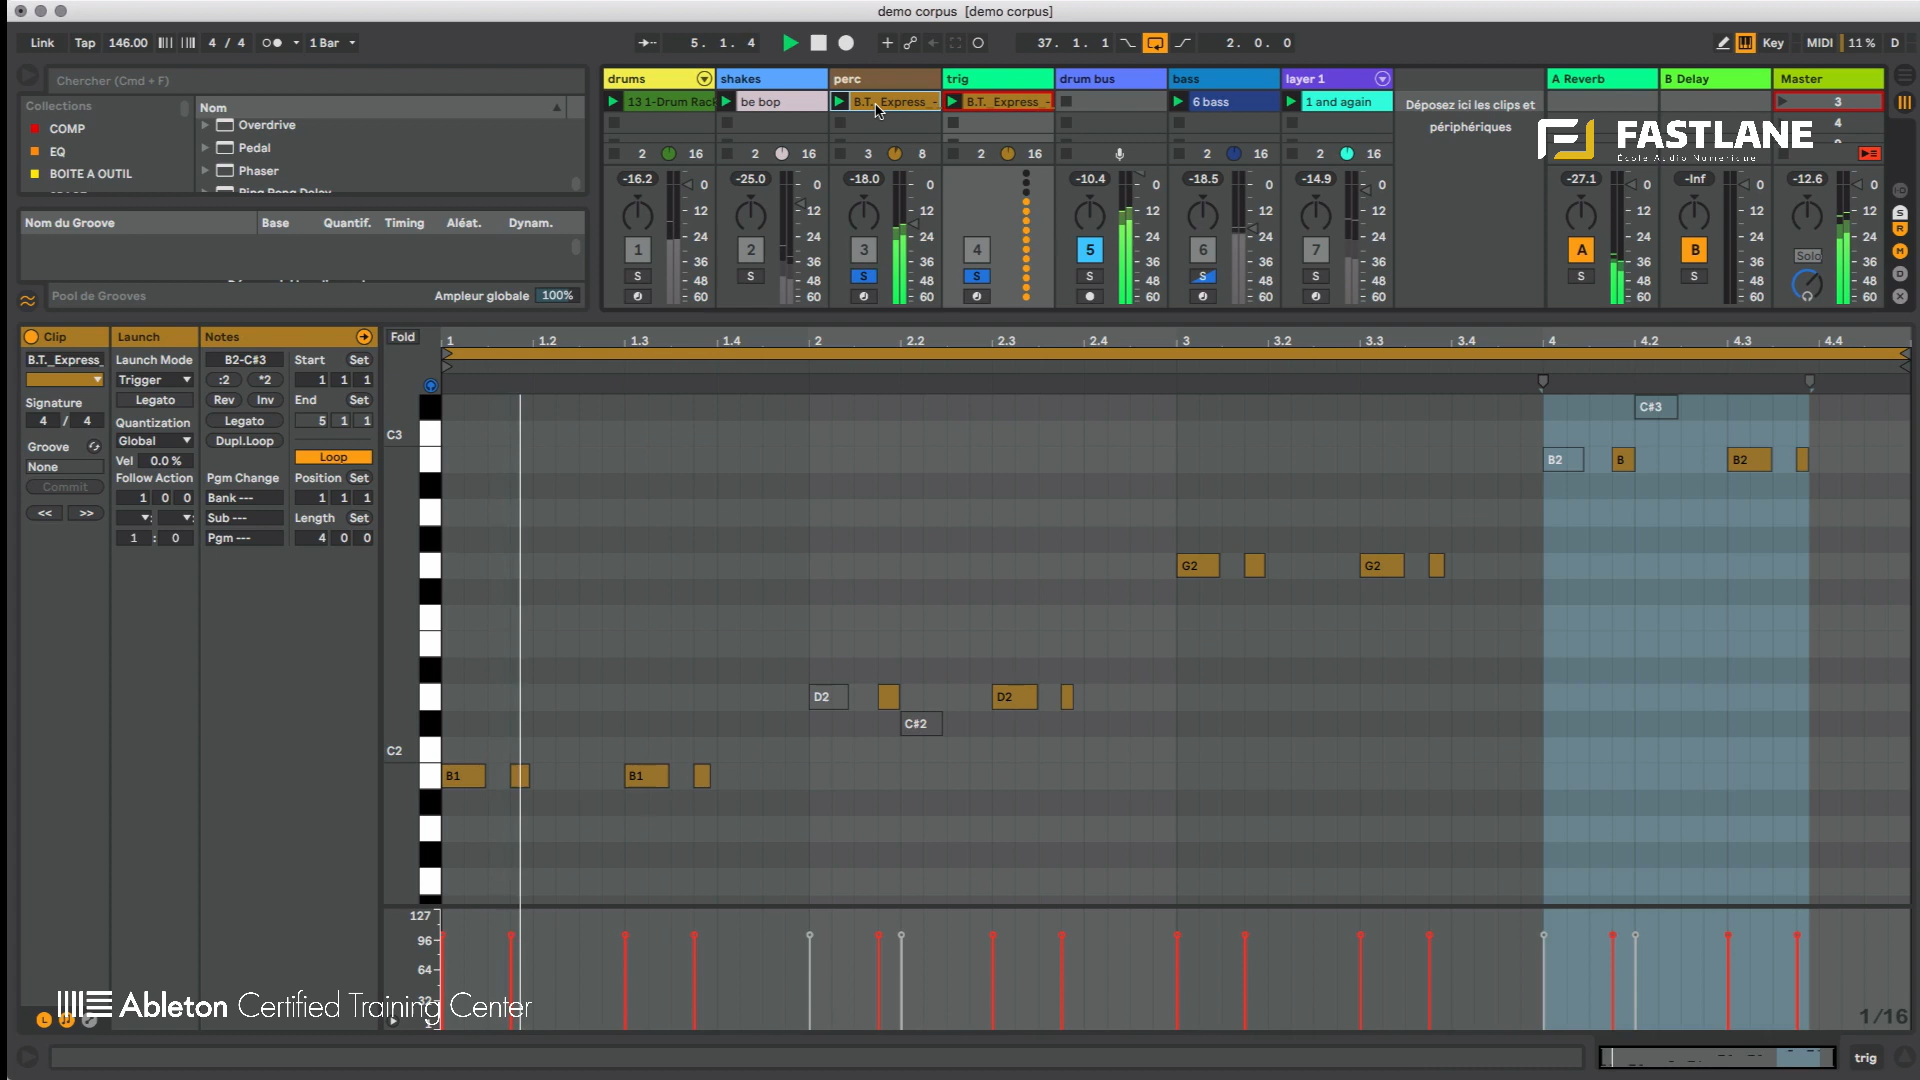 demo corpus [demo corpus]
Link Tap 146.00 4 / 4 1 Bar 5. 1. 4 37. 1. 1 2. 0. 0 Key MIDI 11 % D
Chercher (Cmd + F)
Collections
COMP
EQ
BOITE A OUTIL
Nom
Overdrive
Pedal
Phaser
Ping Pong Delay
Nom du Groove Base Quantif. Timing Aléat. Dynam.
Pool de Grooves Ampleur globale 100%
drums shakes perc trig drum bus bass layer 1 A Reverb B Delay Master
13 1-Drum Rack be bop B.T._Express_- B.T._Express_- 6 bass 1 and again 3
Déposez ici les clips et
périphériques
4
FASTLANE
École Audio Numérique
2 16 2 16 3 8 2 16 2 16 2 16
-16.2 -25.0 -18.0 -10.4 -18.5 -14.9 -27.1 -Inf -12.6
0 0 0 0 0 0 0 0 0
12 12 12 12 12 12 12 12 12
24 24 24 24 24 24 24 24 24
36 36 36 36 36 36 36 36 36
48 48 48 48 48 48 48 48 48
60 60 60 60 60 60 60 60 60
1 2 3 4 5 6 7 A B Solo
S S S S S S S S S
I-D
S
R
M
D
X
Clip Launch Notes
B.T._Express_
Signature
4 / 4
Groove
None
Commit
<< >>
Launch Mode
Trigger
Legato
Quantization
Global
Vel 0.0 %
Follow Action
1 0 0
1 : 0
B2-C#3
:2 *2
Rev Inv
Legato
Dupl.Loop
Pgm Change
Bank ---
Sub ---
Pgm ---
Start Set
1 1 1
End Set
5 1 1
Loop
Position Set
1 1 1
Length Set
4 0 0
Fold
1 1.2 1.3 1.4 2 2.2 2.3 2.4 3 3.2 3.3 3.4 4 4.2 4.3 4.4
C#3
C3
B2 B B2
G2 G2
D2 D2
C#2
C2
B1 B1
127
96
64
32
1
1/16
L
Ableton Certified Training Center
trig